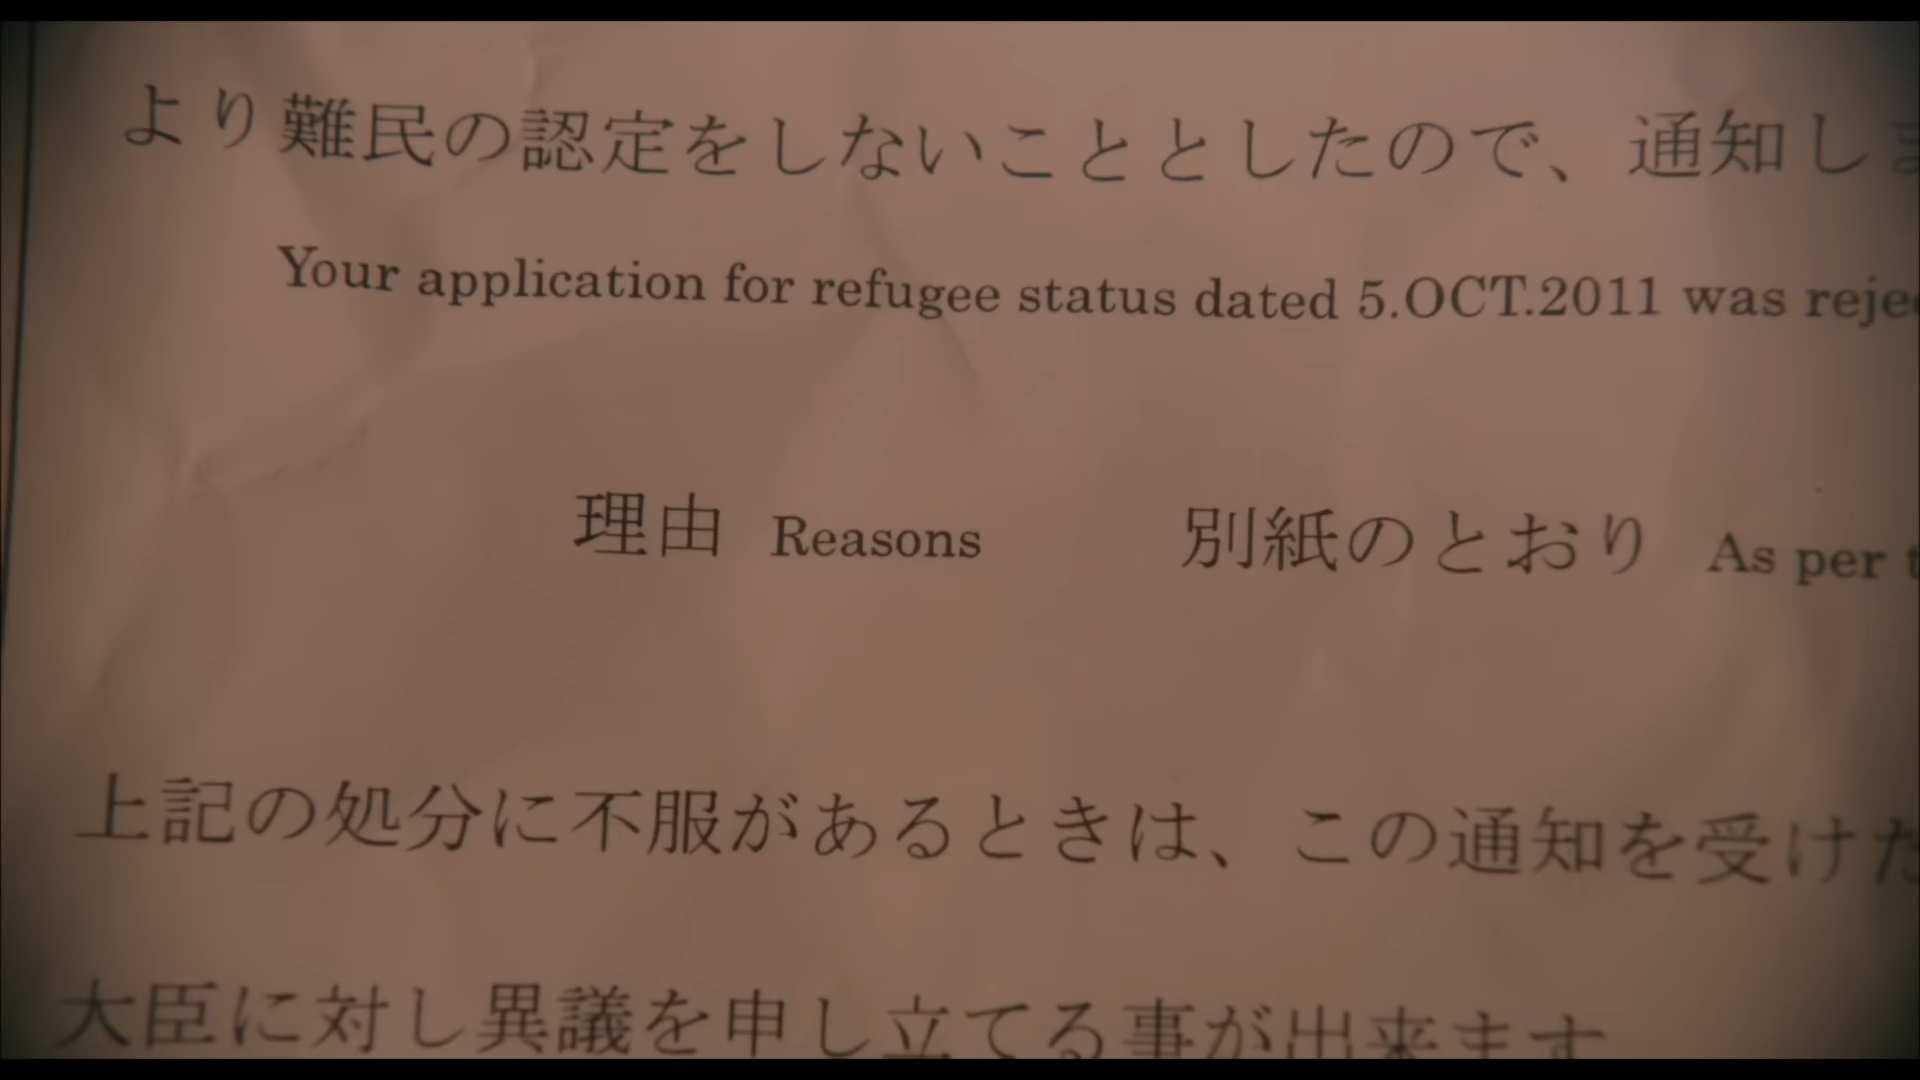 より難民の認定をしないこととしたので、通知しま
Your application for refugee status dated 5.OCT.2011 was rejec
理由 Reasons 別紙のとおり As per t
上記の処分に不服があるときは、この通知を受けた
大臣に対し異議を申し立てる事が出来ます